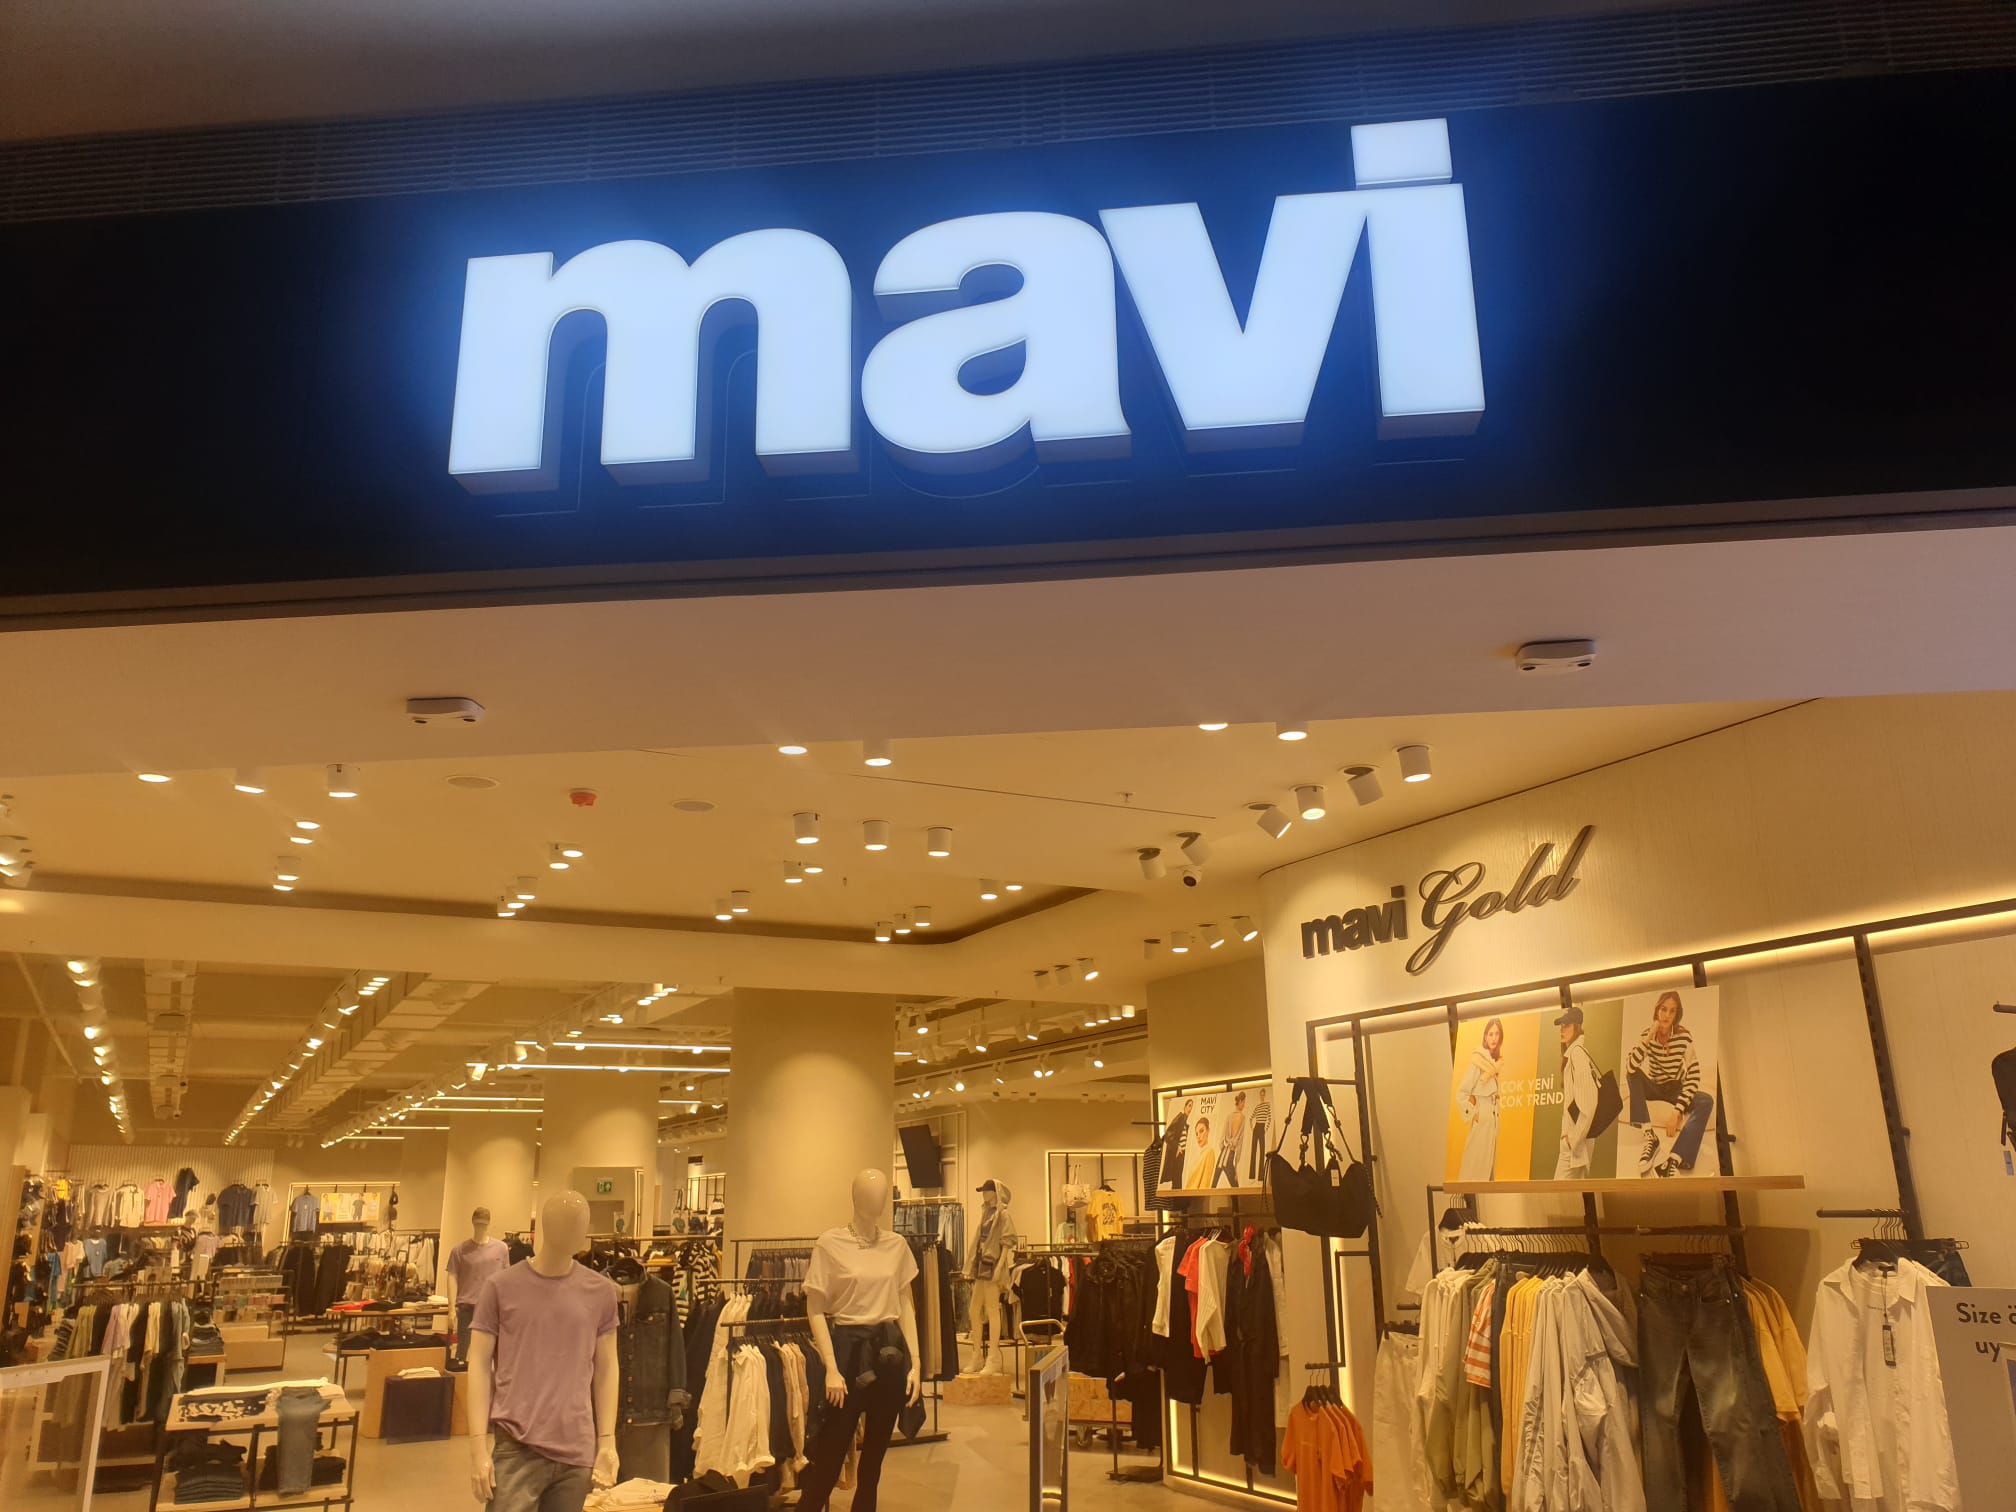 mavi
mavi Gold
ÇOK YENİ
ÇOK TREND
MAVİ
CITY
Size